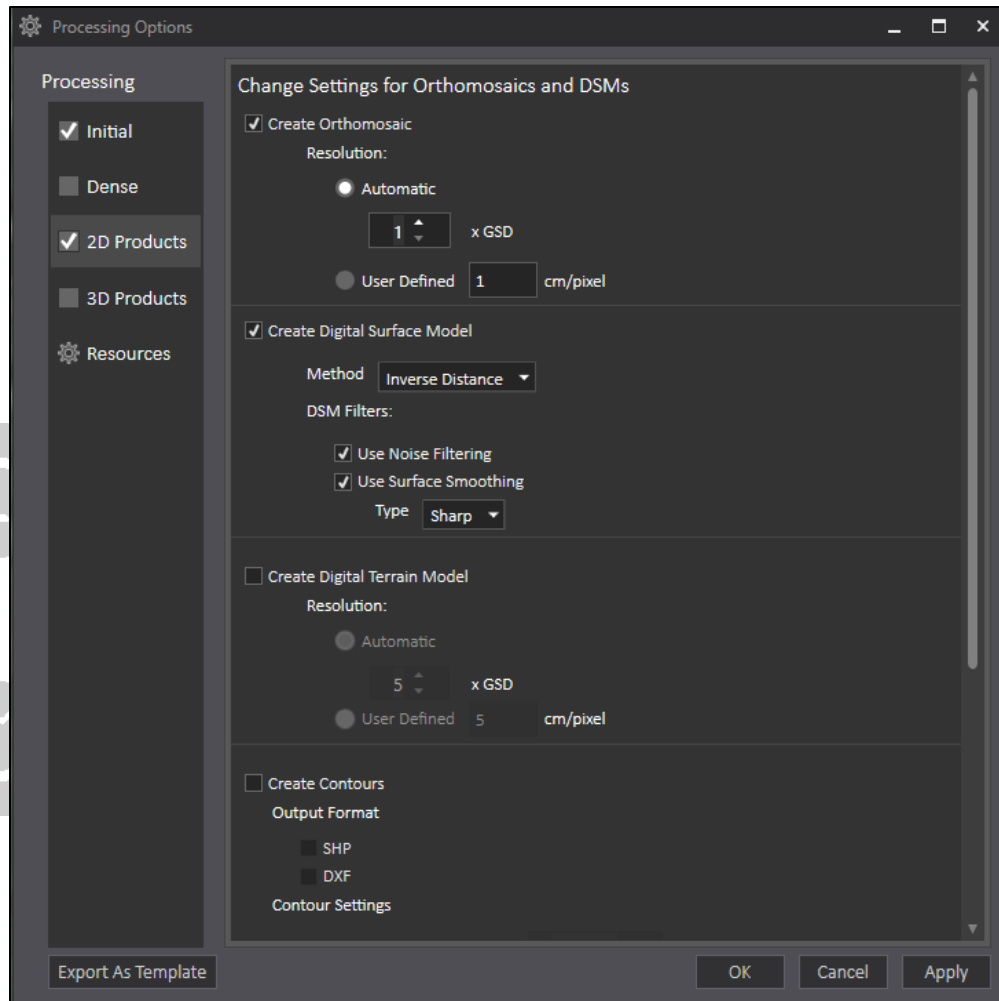 Processing Options
Processing
Initial
Dense
2D Products
3D Products
Resources
Change Settings for Orthomosaics and DSMs
Create Orthomosaic
Resolution:
Automatic
1 x GSD
User Defined 1 cm/pixel
Create Digital Surface Model
Method Inverse Distance
DSM Filters:
Use Noise Filtering
Use Surface Smoothing
Type Sharp
Create Digital Terrain Model
Resolution:
Automatic
5 x GSD
User Defined 5 cm/pixel
Create Contours
Output Format
SHP
DXF
Contour Settings
Export As Template
OK Cancel Apply